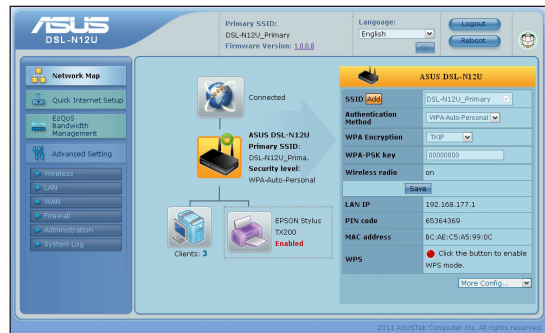 ASUS
DSL-N12U
Primary SSID:
DSL-N12U_Primary
Firmware Version: 1.0.0.8
Language:
English
Logout
Reboot
Network Map
Quick Internet Setup
EzQoS
Bandwidth
Management
Advanced Setting
Wireless
LAN
WAN
Firewall
Administration
System Log
Connected
ASUS DSL-N12U
Primary SSID:
DSL-N12U_Prima.
Security level:
WPA-Auto-Personal
Clients: 3
EPSON Stylus
TX200
Enabled
ASUS DSL-N12U
SSID Add DSL-N12U_Primary
Authentication
Method WPA-Auto-Personal
WPA Encryption TKIP
WPA-PSK key 00000000
Wireless radio on
Save
LAN IP 192.168.177.1
PIN code 65364369
MAC address BC:AE:C5:A5:99:0C
WPS Click the button to enable
WPS mode.
More Config...
2011 ASUSTek Computer Inc. All rights reserved.